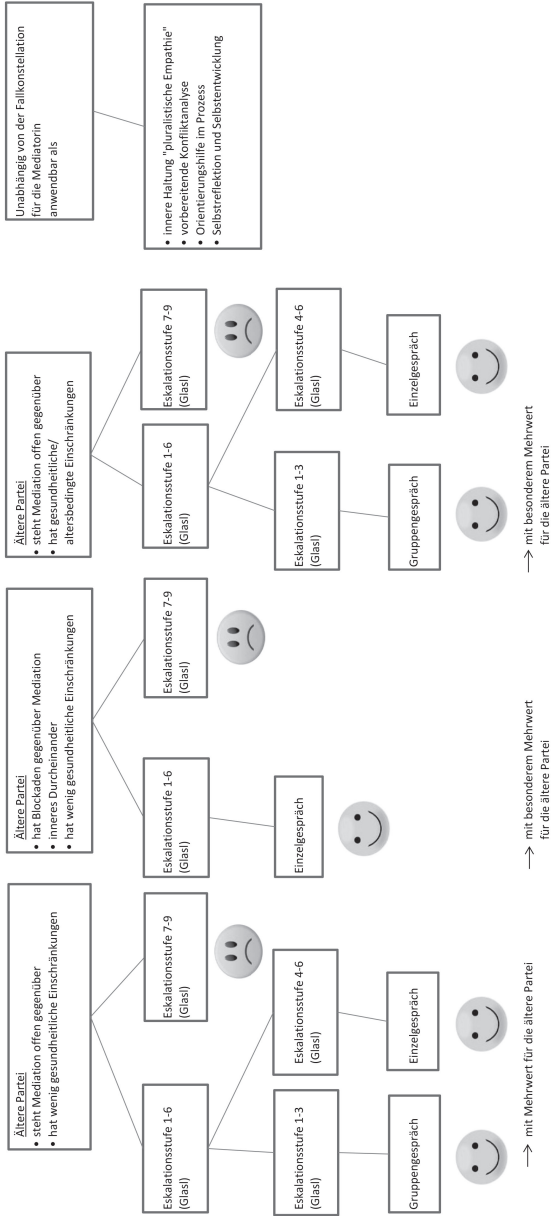 Ältere Partei
• steht Mediation offen gegenüber
• hat wenig gesundheitliche Einschränkungen
Eskalationsstufe 1-6
(Glasl)
Eskalationsstufe 7-9
(Glasl)
Eskalationsstufe 1-3
(Glasl)
Eskalationsstufe 4-6
(Glasl)
Gruppengespräch
Einzelgespräch
→ mit Mehrwert für die ältere Partei
Ältere Partei
• hat Blockaden gegenüber Mediation
• inneres Durcheinander
• hat wenig gesundheitliche Einschränkungen
Eskalationsstufe 1-6
(Glasl)
Eskalationsstufe 7-9
(Glasl)
Einzelgespräch
→ mit besonderem Mehrwert
für die ältere Partei
Ältere Partei
• steht Mediation offen gegenüber
• hat gesundheitliche/
altersbedingte Einschränkungen
Eskalationsstufe 1-6
(Glasl)
Eskalationsstufe 7-9
(Glasl)
Eskalationsstufe 1-3
(Glasl)
Eskalationsstufe 4-6
(Glasl)
Gruppengespräch
Einzelgespräch
→ mit besonderem Mehrwert
für die ältere Partei
Unabhängig von der Fallkonstellation
für die Mediatorin
anwendbar als
• innere Haltung "pluralistische Empathie"
• vorbereitende Konfliktanalyse
• Orientierungshilfe im Prozess
• Selbstreflektion und Selbstentwicklung